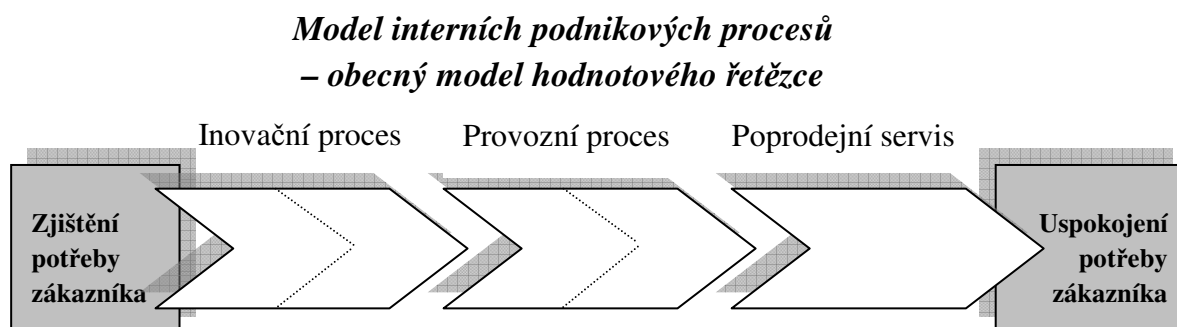 Model interních podnikových procesů
– obecný model hodnotového řetězce
Inovační proces
Provozní proces
Poprodejní servis
Zjištění
potřeby
zákazníka
Uspokojení
potřeby
zákazníka